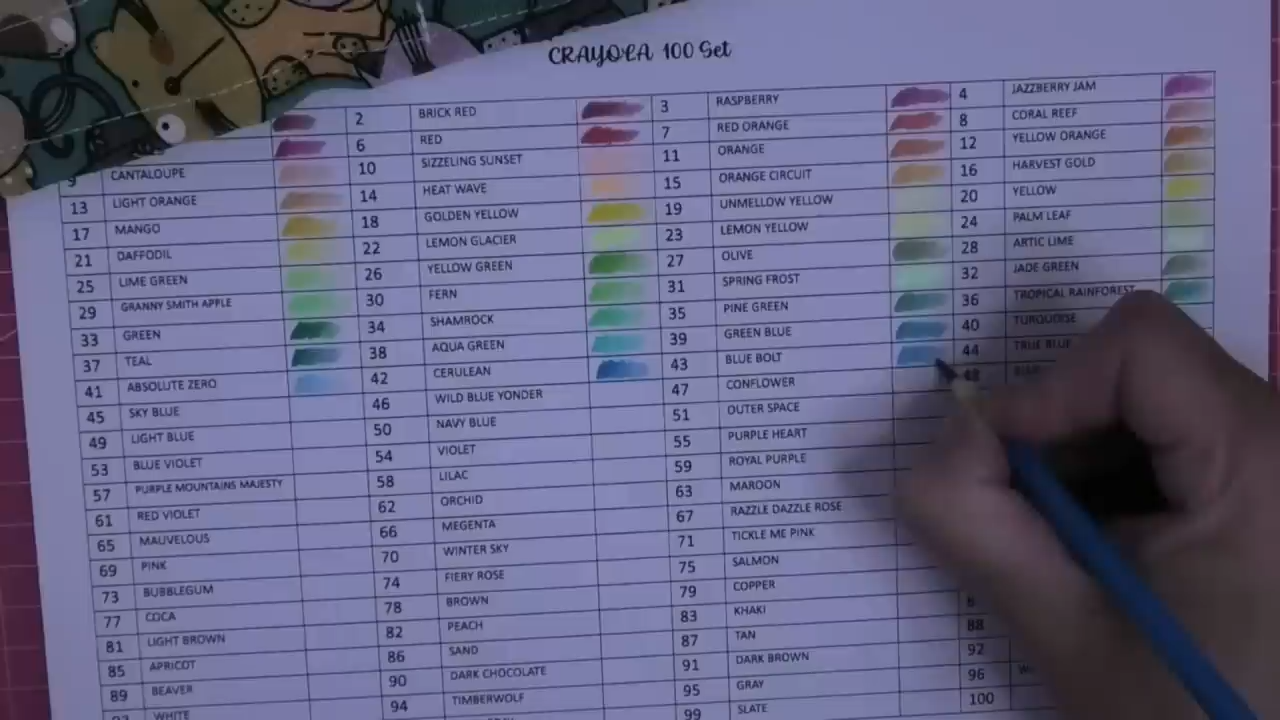 CRAYOLA 100 Set
2 BRICK RED 3 RASPBERRY 4 JAZZBERRY JAM
6 RED 7 RED ORANGE 8 CORAL REEF
9 CANTALOUPE 10 SIZZELING SUNSET 11 ORANGE 12 YELLOW ORANGE
13 LIGHT ORANGE 14 HEAT WAVE 15 ORANGE CIRCUIT 16 HARVEST GOLD
17 MANGO 18 GOLDEN YELLOW 19 UNMELLOW YELLOW 20 YELLOW
21 DAFFODIL 22 LEMON GLACIER 23 LEMON YELLOW 24 PALM LEAF
25 LIME GREEN 26 YELLOW GREEN 27 OLIVE 28 ARTIC LIME
29 GRANNY SMITH APPLE 30 FERN 31 SPRING FROST 32 JADE GREEN
33 GREEN 34 SHAMROCK 35 PINE GREEN 36 TROPICAL RAINFOREST
37 TEAL 38 AQUA GREEN 39 GREEN BLUE 40 TURQUOISE
41 ABSOLUTE ZERO 42 CERULEAN 43 BLUE BOLT 44 TRUE BLUE
45 SKY BLUE 46 WILD BLUE YONDER 47 CONFLOWER 48
49 LIGHT BLUE 50 NAVY BLUE 51 OUTER SPACE
53 BLUE VIOLET 54 VIOLET 55 PURPLE HEART
57 PURPLE MOUNTAINS MAJESTY 58 LILAC 59 ROYAL PURPLE
61 RED VIOLET 62 ORCHID 63 MAROON
65 MAUVELOUS 66 MEGENTA 67 RAZZLE DAZZLE ROSE
69 PINK 70 WINTER SKY 71 TICKLE ME PINK
73 BUBBLEGUM 74 FIERY ROSE 75 SALMON
77 COCA 78 BROWN 79 COPPER
81 LIGHT BROWN 82 PEACH 83 KHAKI
85 APRICOT 86 SAND 87 TAN 88
89 BEAVER 90 DARK CHOCOLATE 91 DARK BROWN 92
WHITE 94 TIMBERWOLF 95 GRAY 96
99 SLATE 100